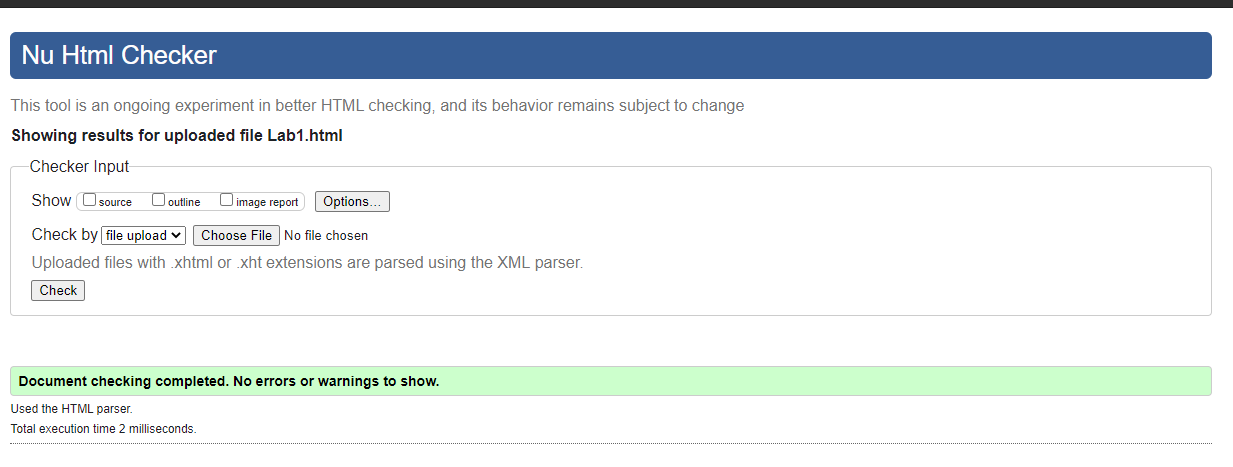 Nu Html Checker
This tool is an ongoing experiment in better HTML checking, and its behavior remains subject to change
Showing results for uploaded file Lab1.html
Checker Input
Show source outline image report Options...
Check by file upload Choose File No file chosen
Uploaded files with .xhtml or .xht extensions are parsed using the XML parser.
Check
Document checking completed. No errors or warnings to show.
Used the HTML parser.
Total execution time 2 milliseconds.